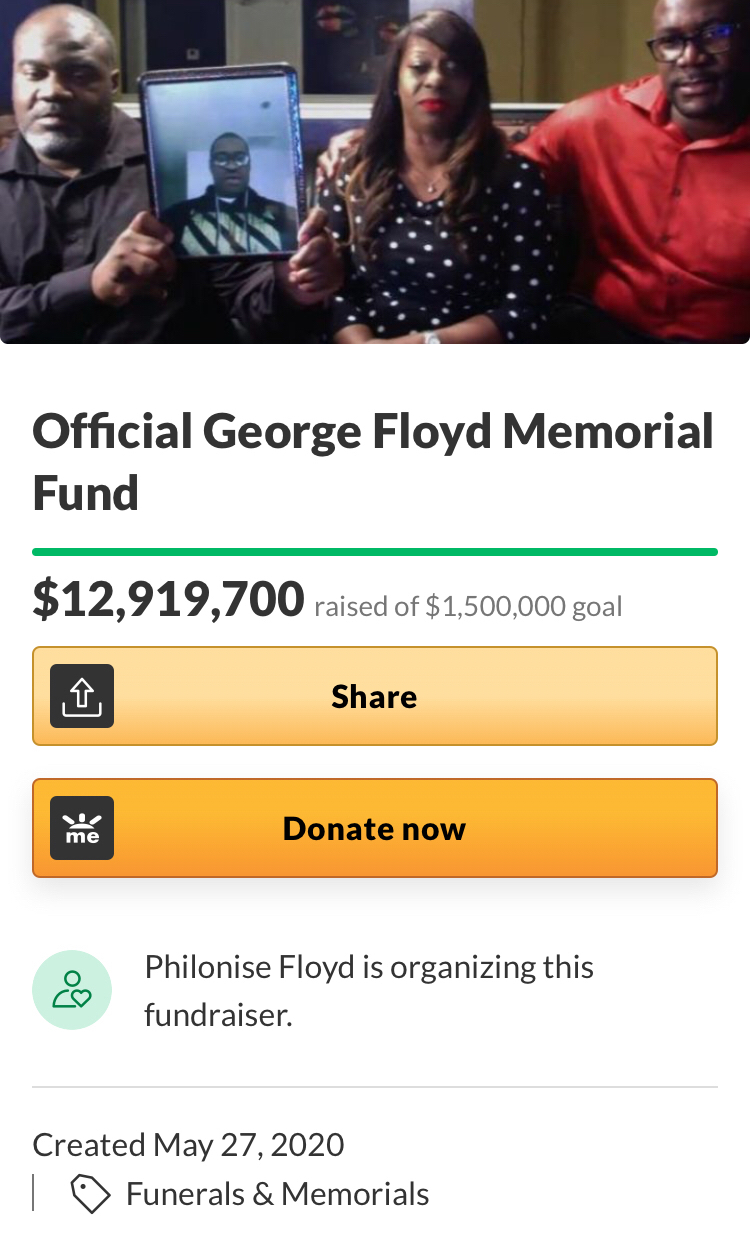 Official George Floyd Memorial
Fund
$12,919,700 raised of $1,500,000 goal
Share
me
Donate now
Philonise Floyd is organizing this
fundraiser.
Created May 27, 2020
Funerals & Memorials